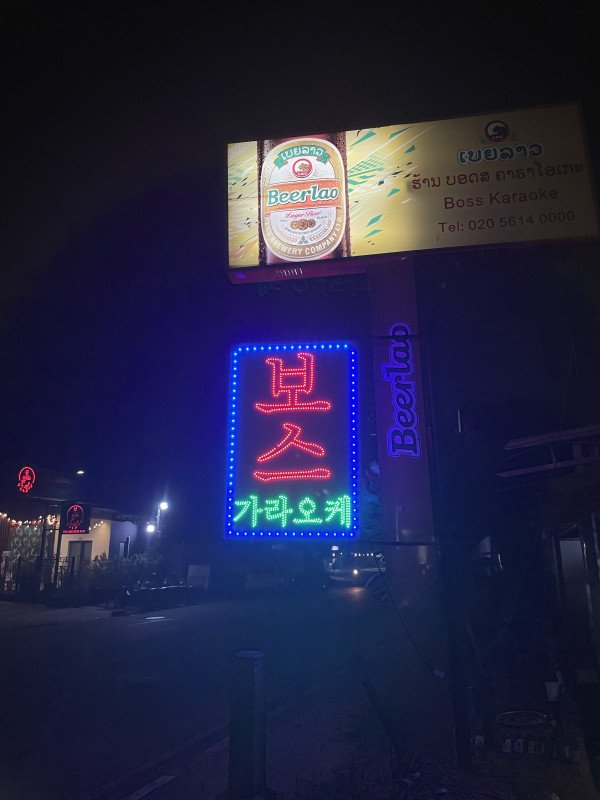 ເບຍລາວ
Beerlao
Lager Beer
BREWERY COMPANY LTD
ເບຍລາວ
ຮ້ານ ບອດສ໌ ຄາຣາໂອເກະ
Boss Karaoke
Tel: 020 5614 0000
Beerlao
보스
가라오케